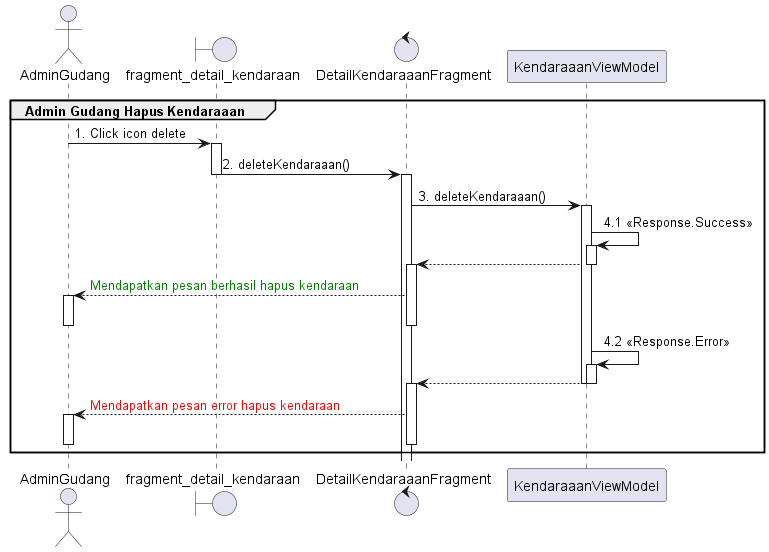 AdminGudang
fragment_detail_kendaraan
DetailKendaraaanFragment
KendaraaanViewModel
Admin Gudang Hapus Kendaraaan
1. Click icon delete
2. deleteKendaraaan()
3. deleteKendaraaan()
4.1 «Response.Success»
Mendapatkan pesan berhasil hapus kendaraan
4.2 «Response.Error»
Mendapatkan pesan error hapus kendaraan
AdminGudang
fragment_detail_kendaraan
DetailKendaraaanFragment
KendaraaanViewModel